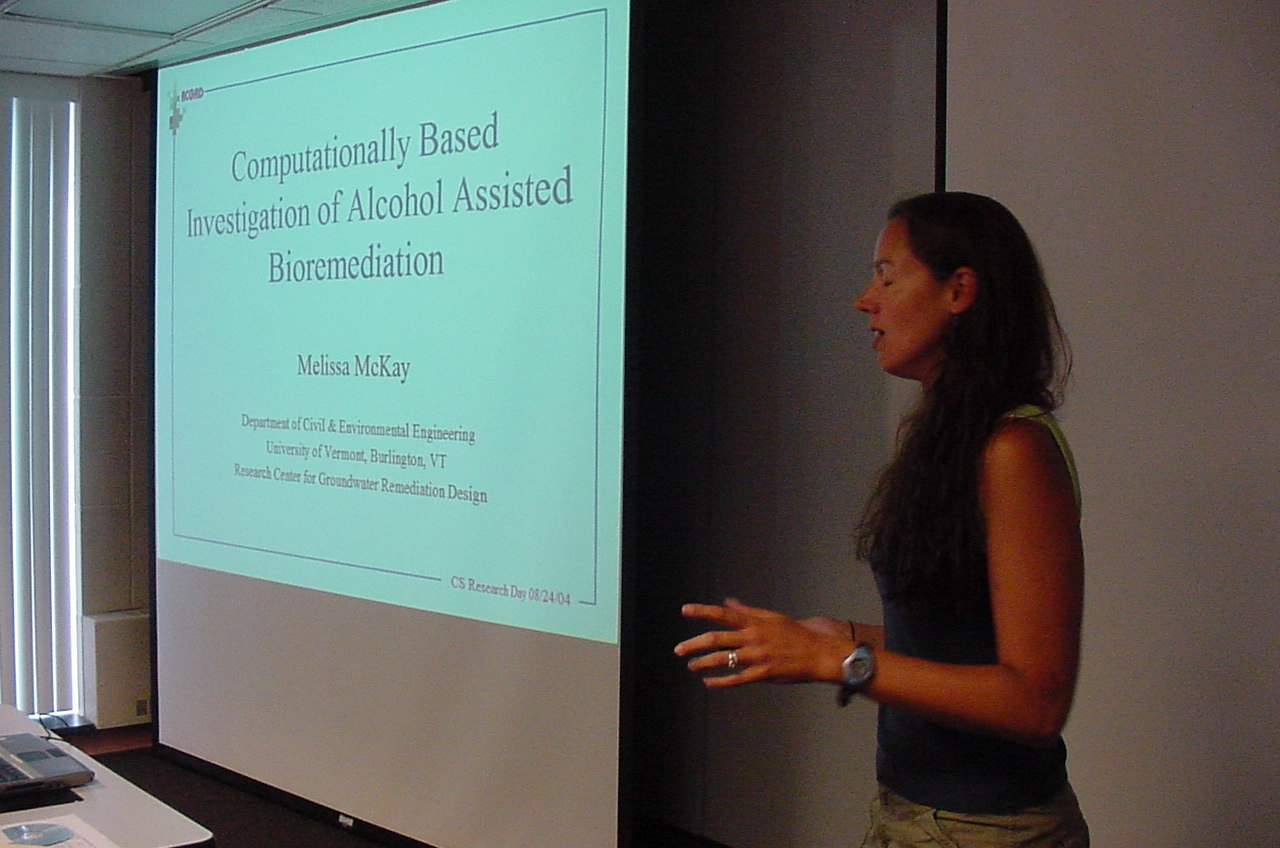 RCGRD
Computationally Based
Investigation of Alcohol Assisted
Bioremediation
Melissa McKay
Department of Civil & Environmental Engineering
University of Vermont, Burlington, VT
Research Center for Groundwater Remediation Design
CS Research Day 08/24/04